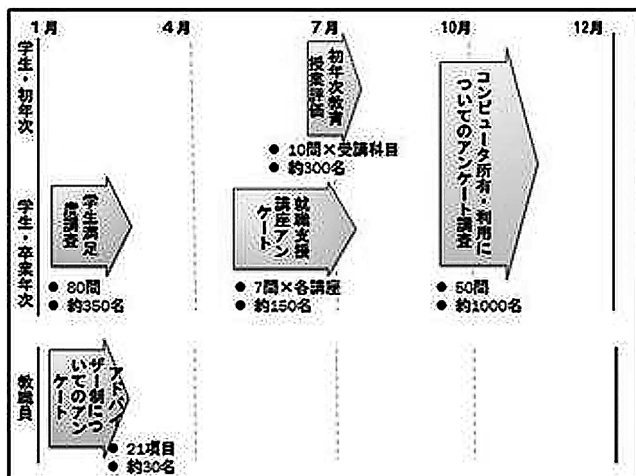 1月 4月 7月 10月 12月
学生・初年次
初年次教育
授業評価
● 10問×受講科目
● 約300名
コンピュータ所有・利用に
ついてのアンケート調査
● 50問
● 約1000名
学生・卒業年次
学生満足
度調査
● 80問
● 約350名
就職支援
講座アン
ケート
● 7問×各講座
● 約150名
教職員
アドバイ
ザー制につ
いてのアン
ケート
● 21項目
● 約30名